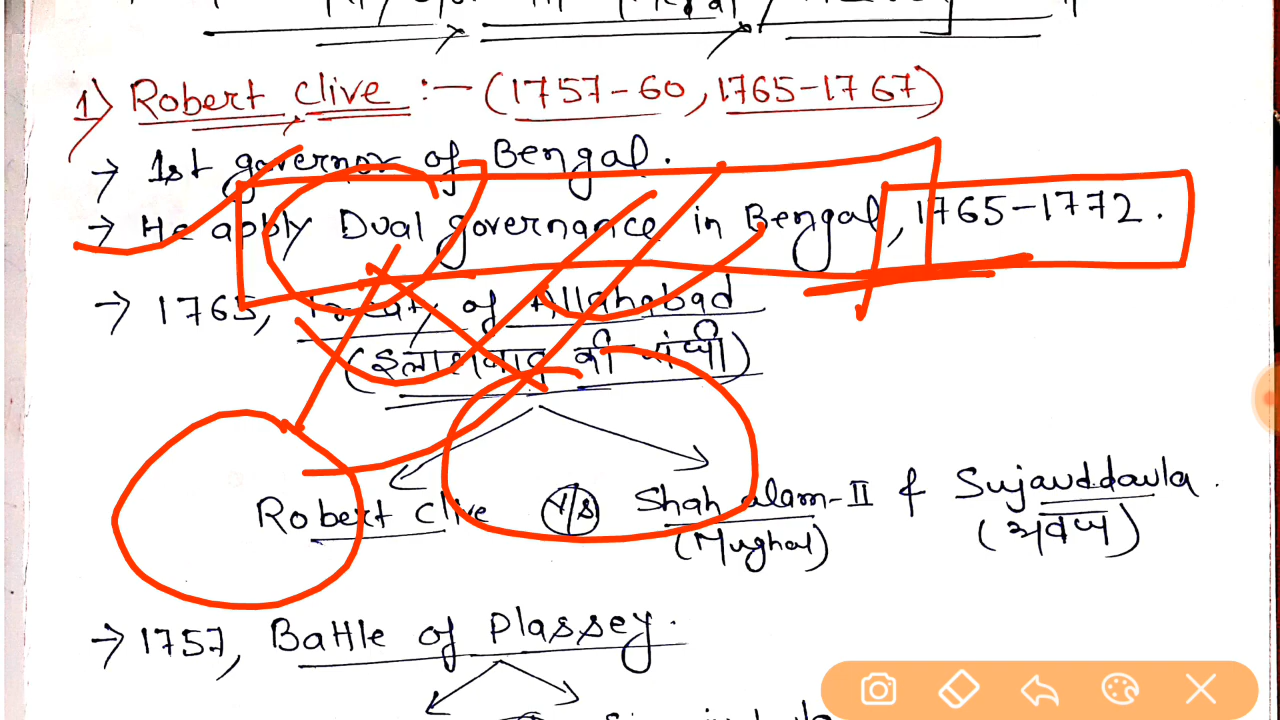 1) Robert clive :- (1757-60, 1765-1767)
→ 1st governor of Bengal.
→ He apply Dual governance in Bengal, 1765-1772.
→ 1765, Treaty of Allahabad
(इलाहाबाद की संधी)
Robert Clive V/s Shah alam-II & Sujauddaula.
(Mughal) (अवध)
→ 1757, Battle of Plassey.